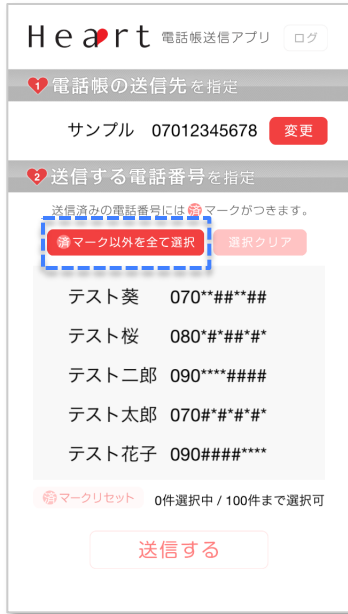 Heart 電話帳送信アプリ ログ
1 電話帳の送信先を指定
サンプル 07012345678 変更
2 送信する電話番号を指定
送信済みの電話番号には済マークがつきます。
済マーク以外を全て選択 選択クリア
テスト葵 070**##**##
テスト桜 080*#*##*#*
テスト二郎 090****####
テスト太郎 070#*#*#*#*
テスト花子 090####****
済マークリセット 0件選択中 / 100件まで選択可
送信する